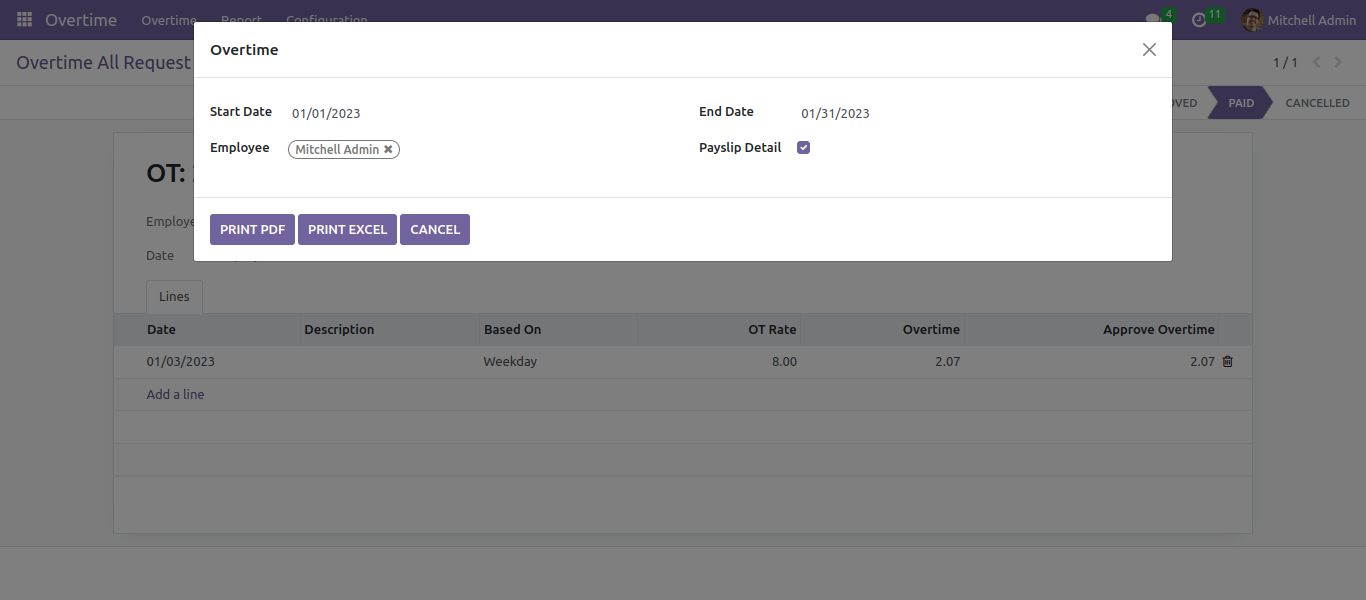 Overtime Overtime Report Configuration 4 11 Mitchell Admin
Overtime All Request 1 / 1
Overtime
PAID CANCELLED
Start Date 01/01/2023 End Date 01/31/2023
Employee Mitchell Admin Payslip Detail
OT:
PRINT PDF PRINT EXCEL CANCEL
Date
Lines
Date Description Based On OT Rate Overtime Approve Overtime
01/03/2023 Weekday 8.00 2.07 2.07
Add a line